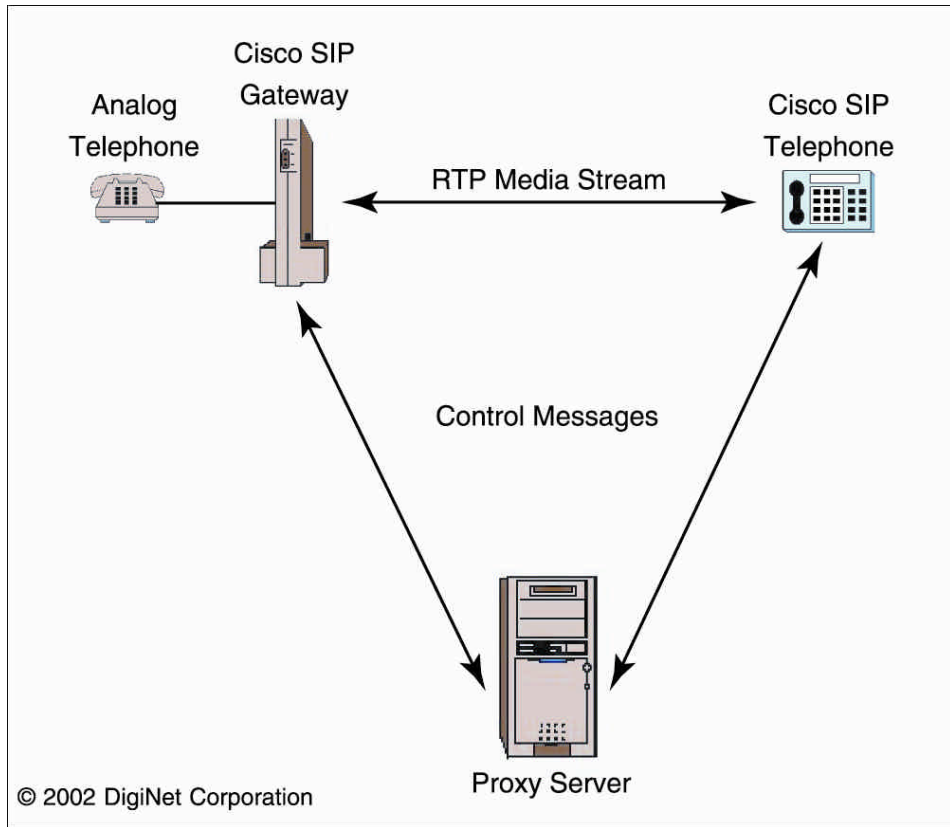 Cisco SIP
Gateway
Analog
Telephone
Cisco SIP
Telephone
RTP Media Stream
Control Messages
Proxy Server
© 2002 DigiNet Corporation